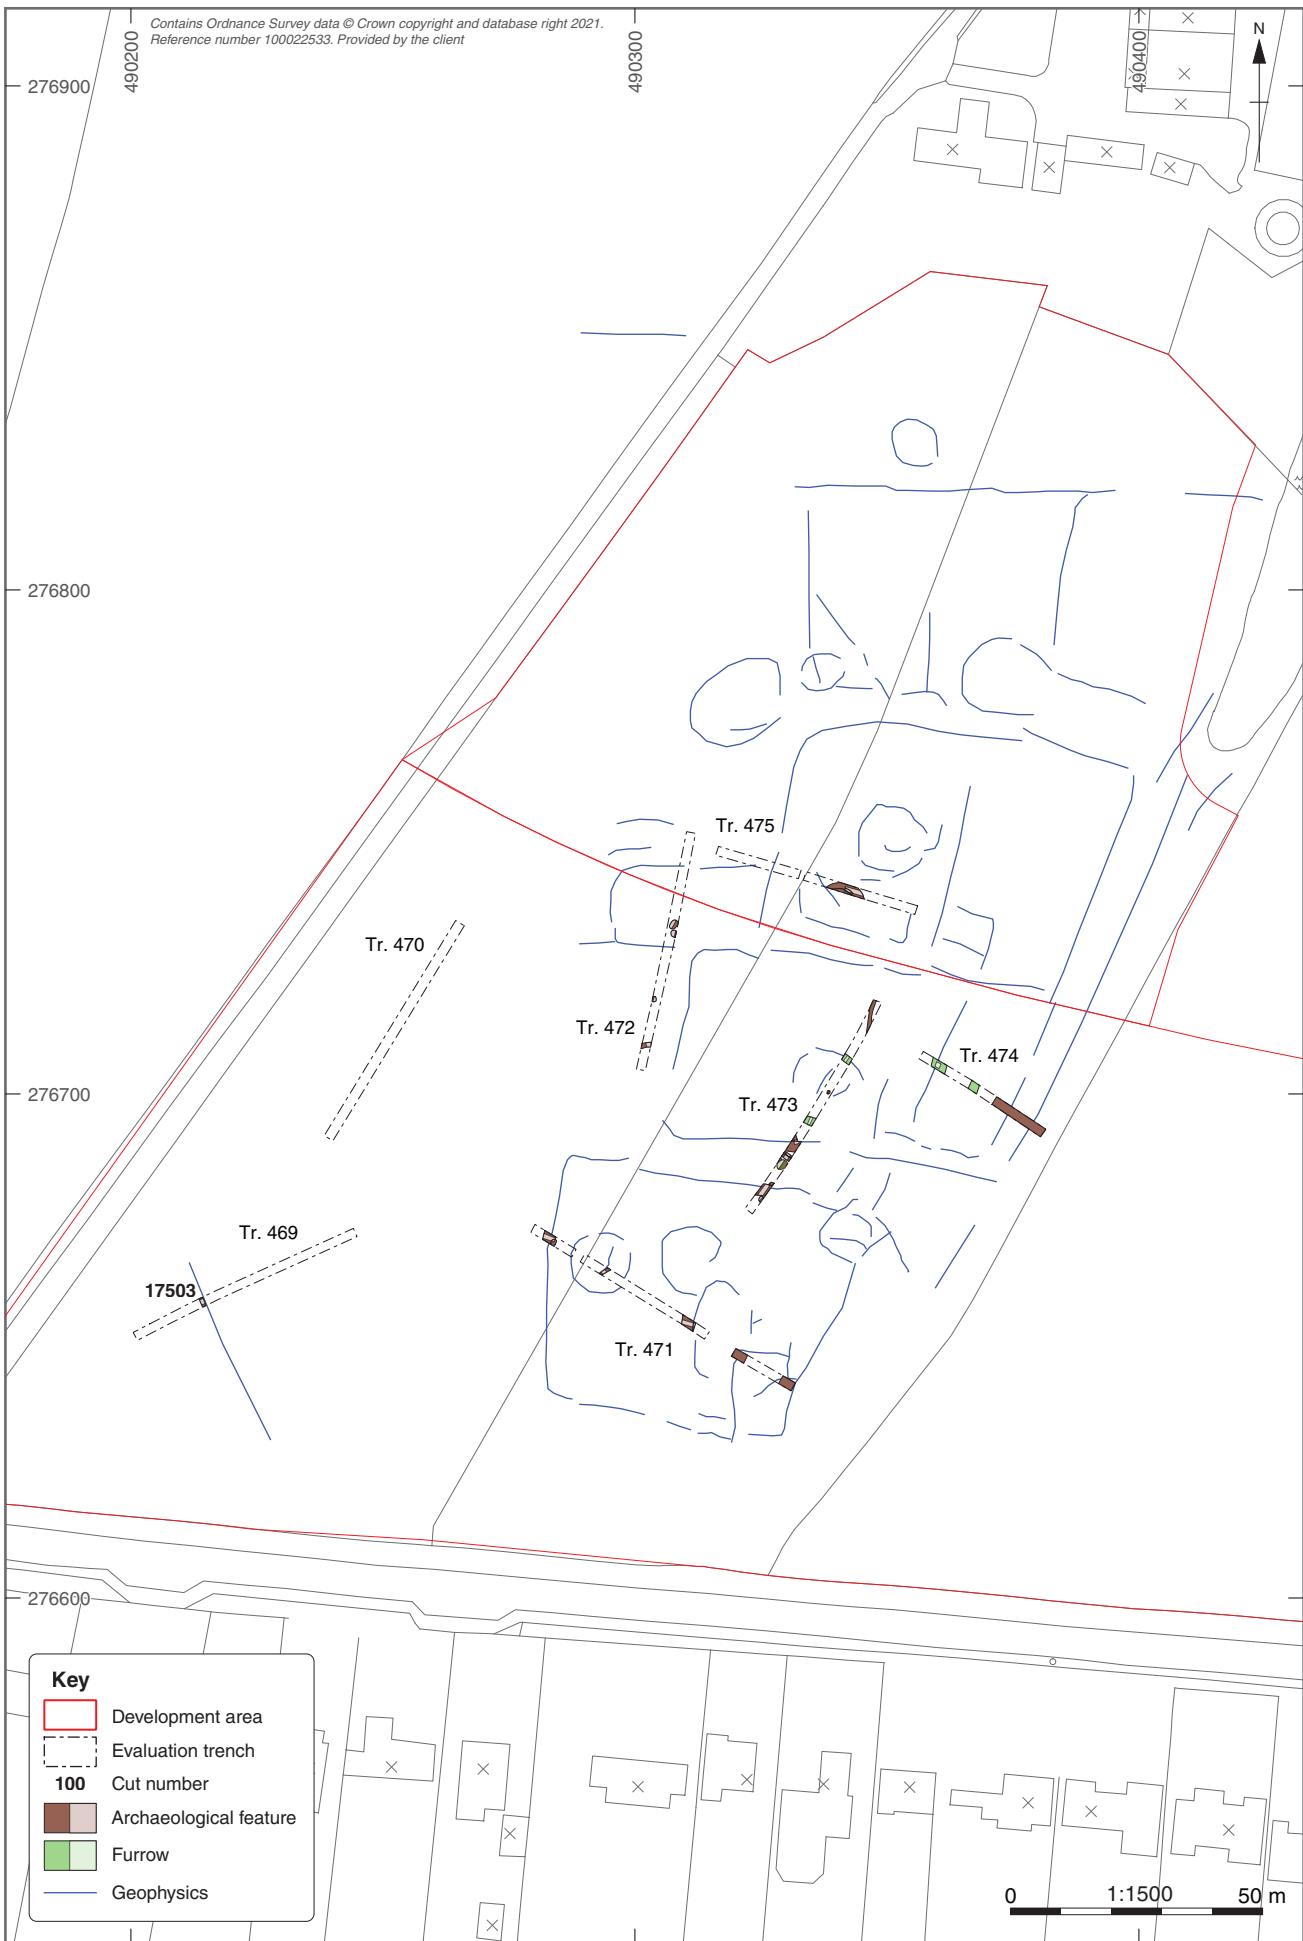 Contains Ordnance Survey data © Crown copyright and database right 2021.
Reference number 100022533. Provided by the client
490200
490300
490400
N
276900
276800
Tr. 475
Tr. 470
Tr. 472
Tr. 474
276700
Tr. 473
Tr. 469
17503
Tr. 471
276600
Key
Development area
Evaluation trench
100 Cut number
Archaeological feature
Furrow
Geophysics
0 1:1500 50 m